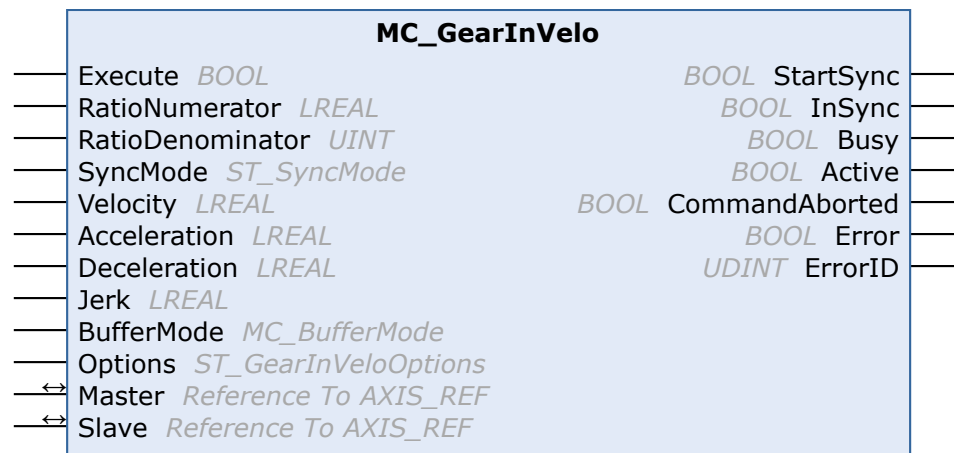 MC_GearInVelo
Execute BOOL BOOL StartSync
RatioNumerator LREAL BOOL InSync
RatioDenominator UINT BOOL Busy
SyncMode ST_SyncMode BOOL Active
Velocity LREAL BOOL CommandAborted
Acceleration LREAL BOOL Error
Deceleration LREAL UDINT ErrorID
Jerk LREAL
BufferMode MC_BufferMode
Options ST_GearInVeloOptions
Master Reference To AXIS_REF
Slave Reference To AXIS_REF